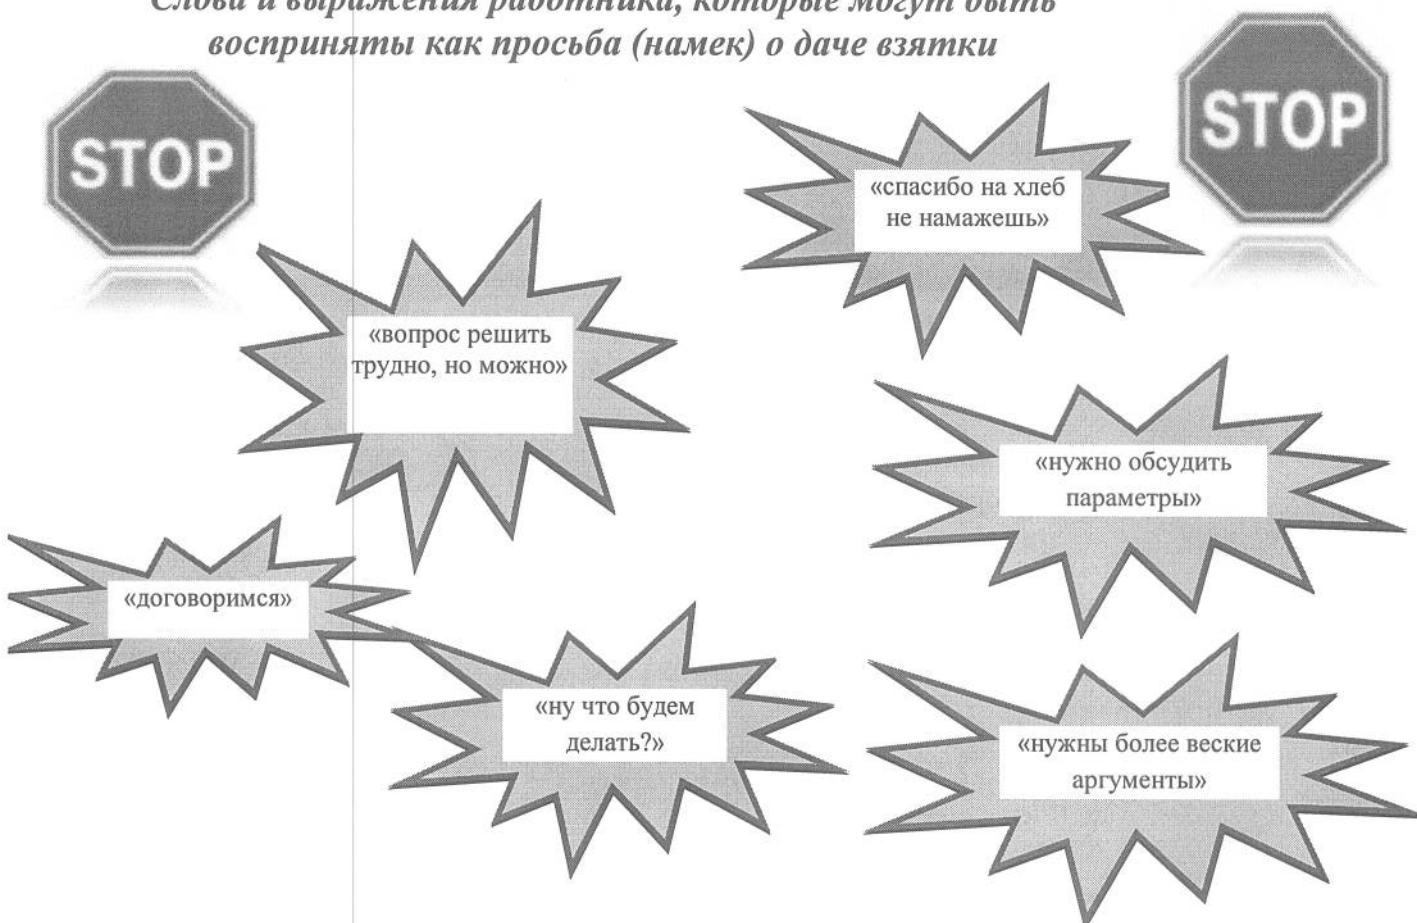 Слова и выражения работника, которые могут быть
восприняты как просьба (намек) о даче взятки
STOP
STOP
«спасибо на хлеб
не намажешь»
«вопрос решить
трудно, но можно»
«нужно обсудить
параметры»
«договоримся»
«ну что будем
делать?»
«нужны более веские
аргументы»